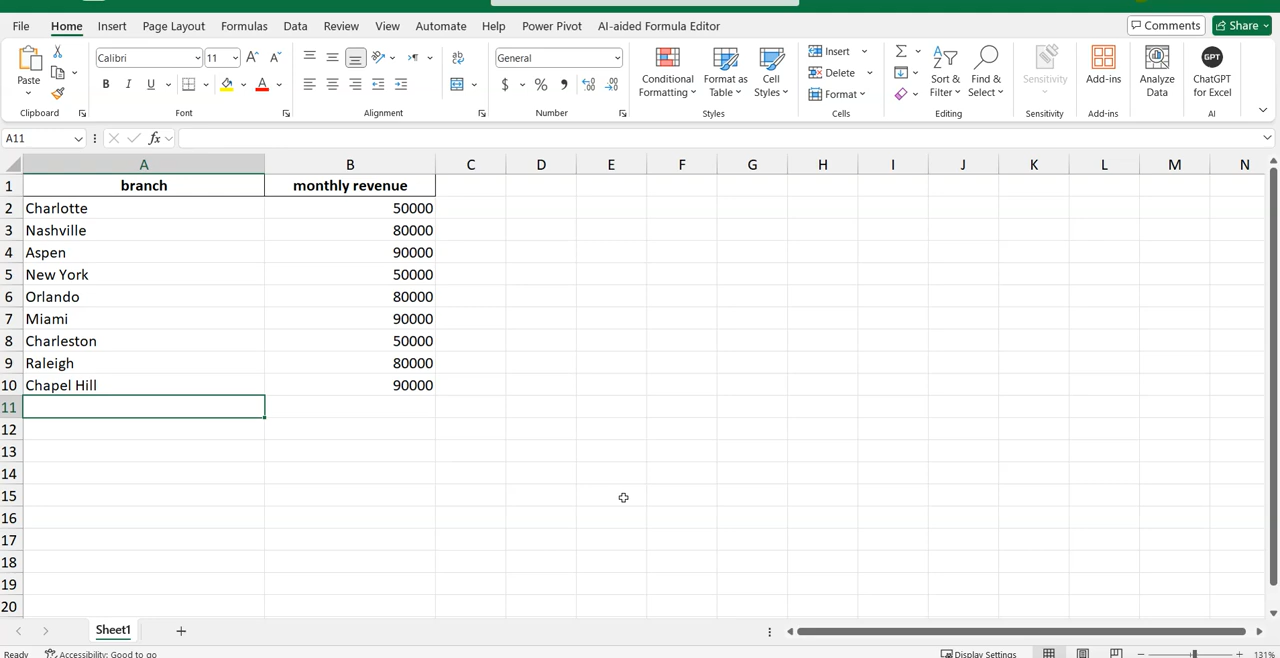 File Home Insert Page Layout Formulas Data Review View Automate Help Power Pivot AI-aided Formula Editor Comments Share
Paste
Clipboard
Calibri 11
B I U
Font
Alignment
General
$ % ,
Number
Conditional Formatting
Format as Table
Cell Styles
Styles
Insert
Delete
Format
Cells
Sort & Filter
Find & Select
Editing
Sensitivity
Sensitivity
Add-ins
Add-ins
Analyze Data
GPT
ChatGPT for Excel
AI
A11 fx
A B C D E F G H I J K L M N
1 branch monthly revenue
2 Charlotte 50000
3 Nashville 80000
4 Aspen 90000
5 New York 50000
6 Orlando 80000
7 Miami 90000
8 Charleston 50000
9 Raleigh 80000
10 Chapel Hill 90000
11
12
13
14
15
16
17
18
19
20
Sheet1
Ready Accessibility: Good to go Display Settings 131%